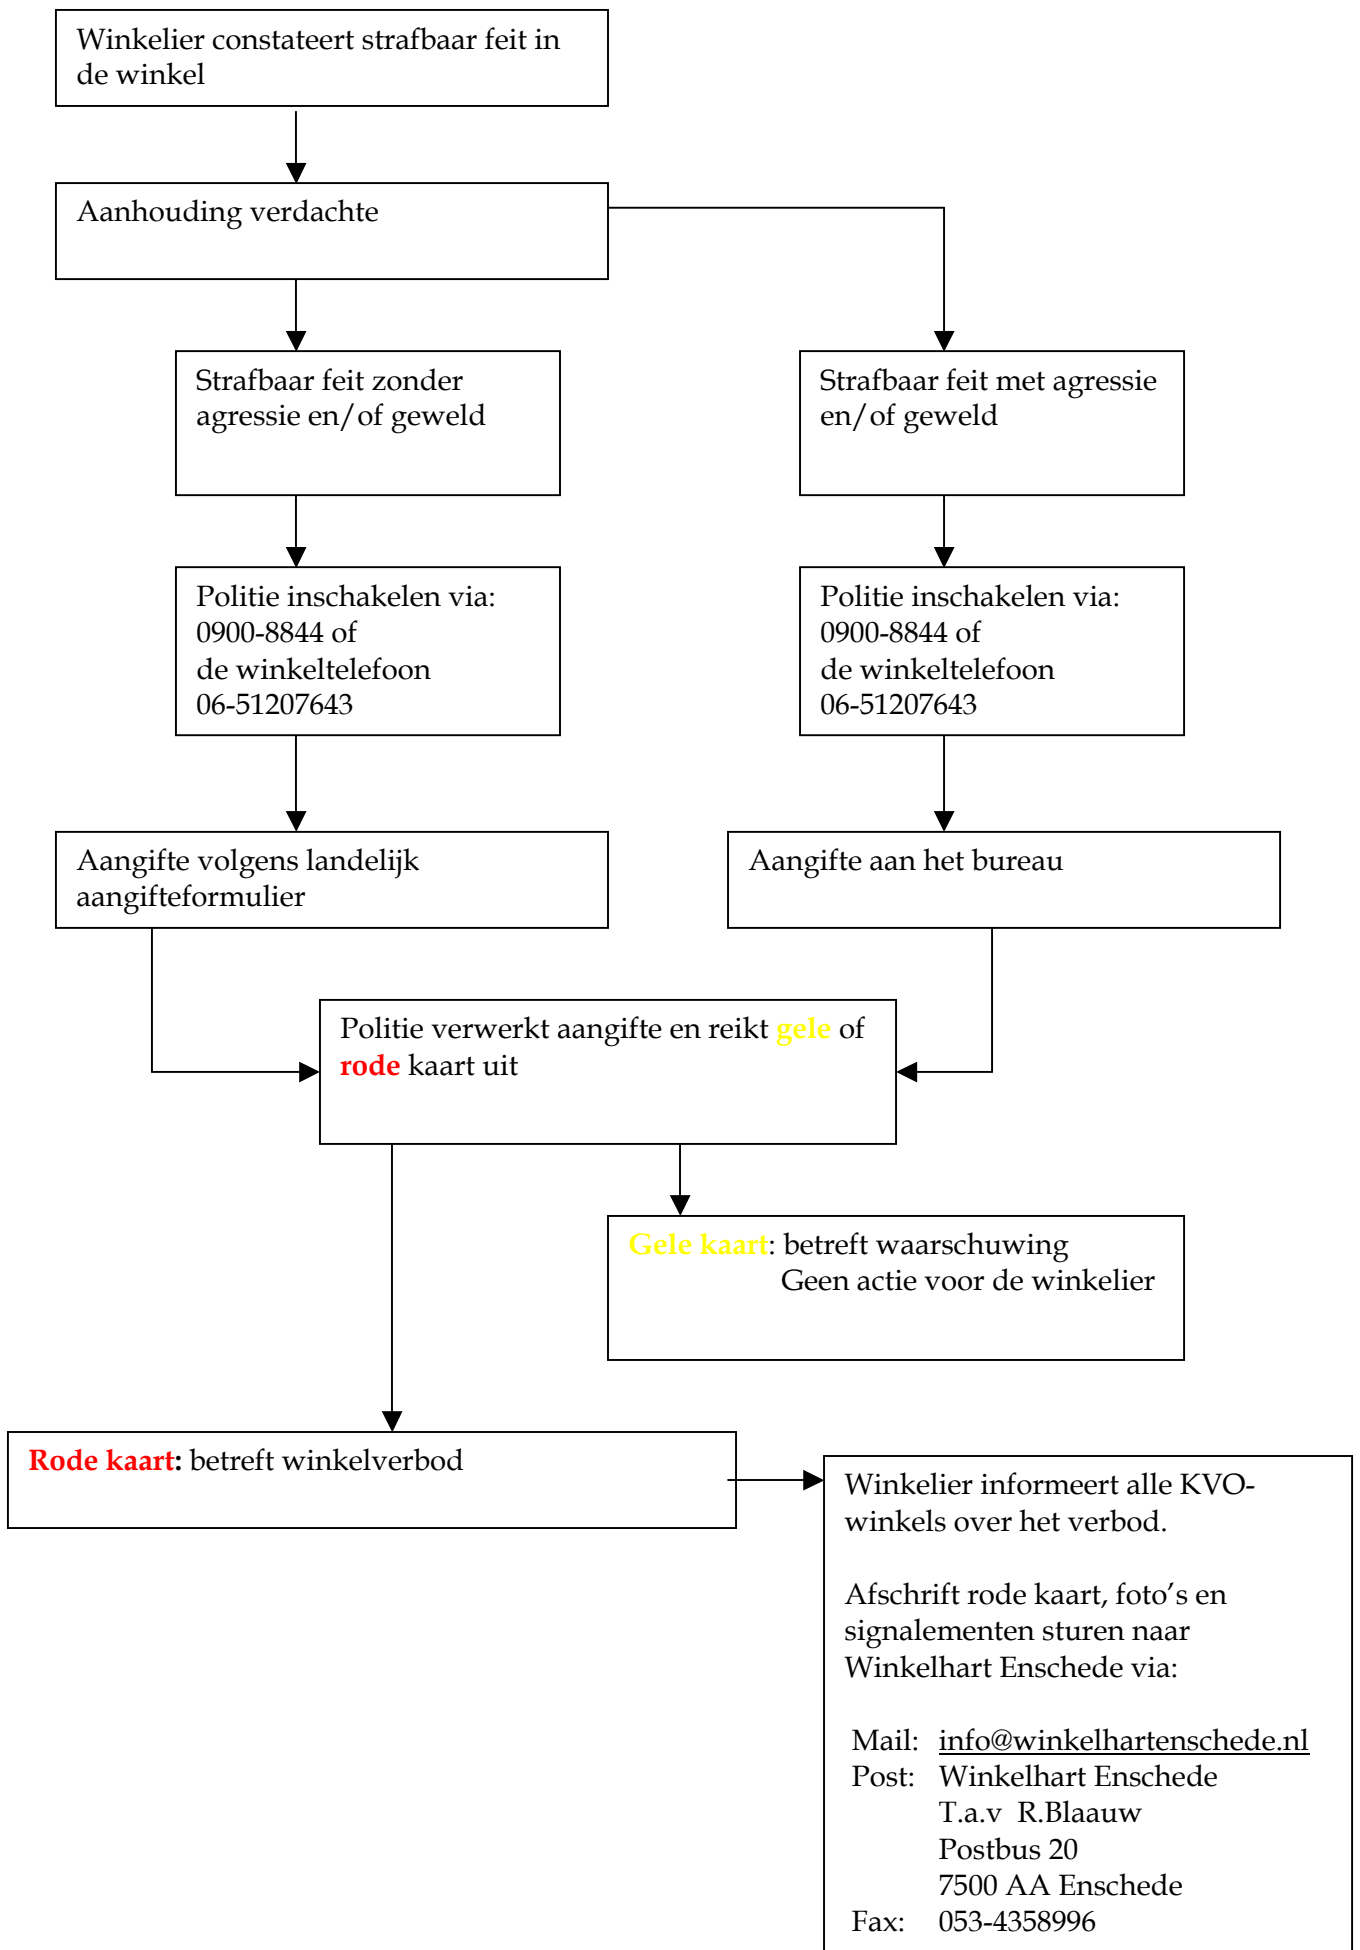 Winkelier constateert strafbaar feit in
de winkel
Aanhouding verdachte
Strafbaar feit zonder
agressie en/of geweld
Strafbaar feit met agressie
en/of geweld
Politie inschakelen via:
0900-8844 of
de winkeltelefoon
06-51207643
Politie inschakelen via:
0900-8844 of
de winkeltelefoon
06-51207643
Aangifte volgens landelijk
aangifteformulier
Aangifte aan het bureau
Politie verwerkt aangifte en reikt gele of
rode kaart uit
Gele kaart: betreft waarschuwing
Geen actie voor de winkelier
Rode kaart: betreft winkelverbod
Winkelier informeert alle KVO-
winkels over het verbod.
Afschrift rode kaart, foto's en
signalementen sturen naar
Winkelhart Enschede via:
Mail: info@winkelhartenschede.nl
Post: Winkelhart Enschede
T.a.v R.Blaauw
Postbus 20
7500 AA Enschede
Fax: 053-4358996